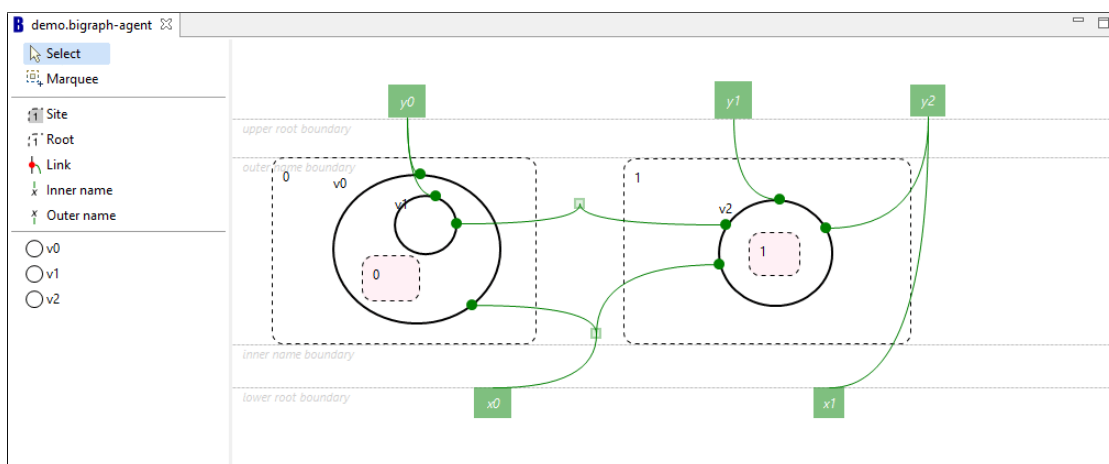 B demo.bigraph-agent
Select
Marquee
1 Site
1 Root
Link
x Inner name
x Outer name
v0
v1
v2
y0
y1
y2
upper root boundary
outer name boundary
0
v0
1
v1
v2
0
1
inner name boundary
lower root boundary
x0
x1